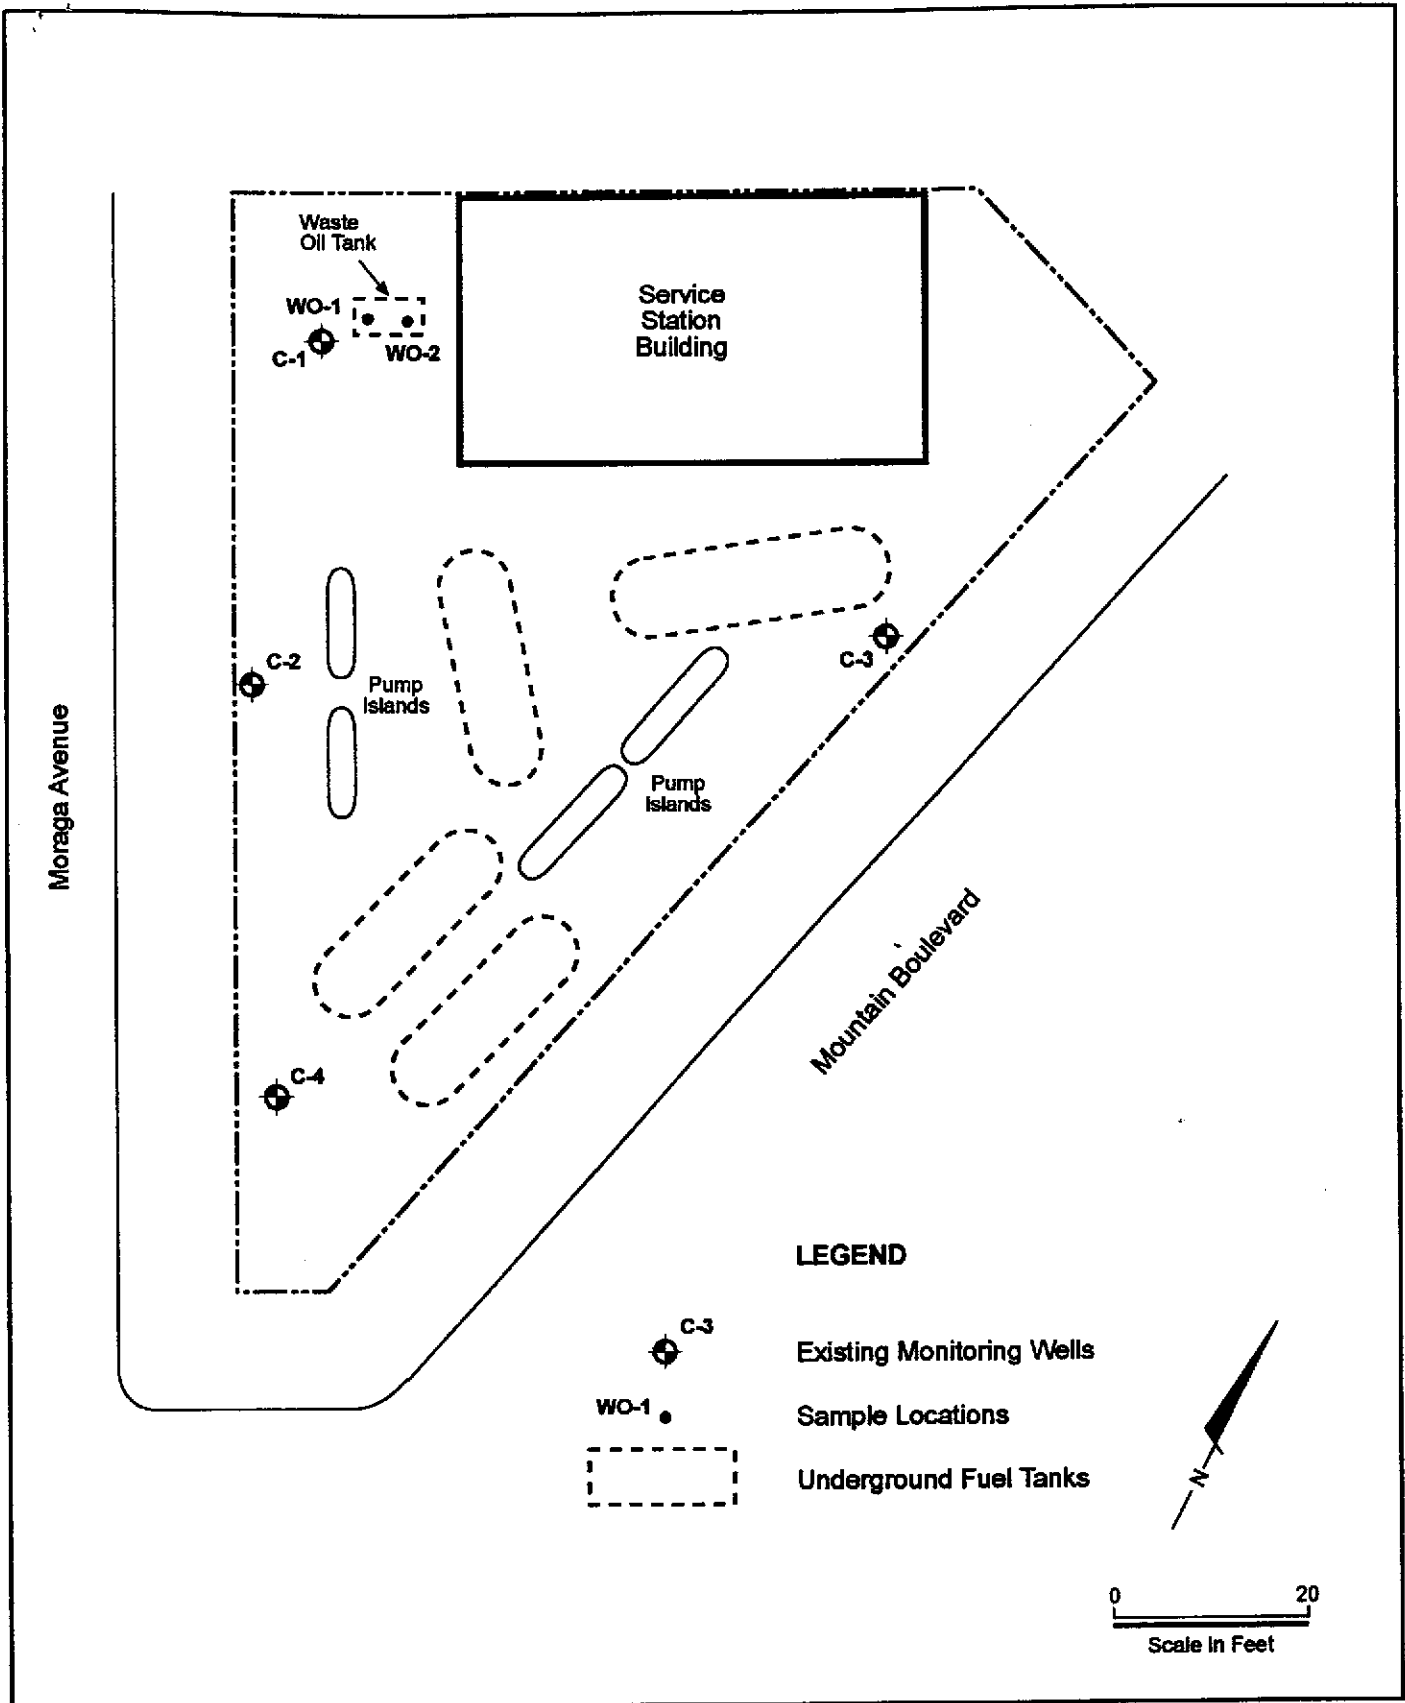 Waste
Oil Tank
WO-1
WO-2
C-1
Service
Station
Building
C-2
Pump
Islands
C-3
Pump
Islands
Moraga Avenue
Mountain Boulevard
C-4
LEGEND
C-3
Existing Monitoring Wells
WO-1
Sample Locations
Underground Fuel Tanks
N
0 20
Scale in Feet